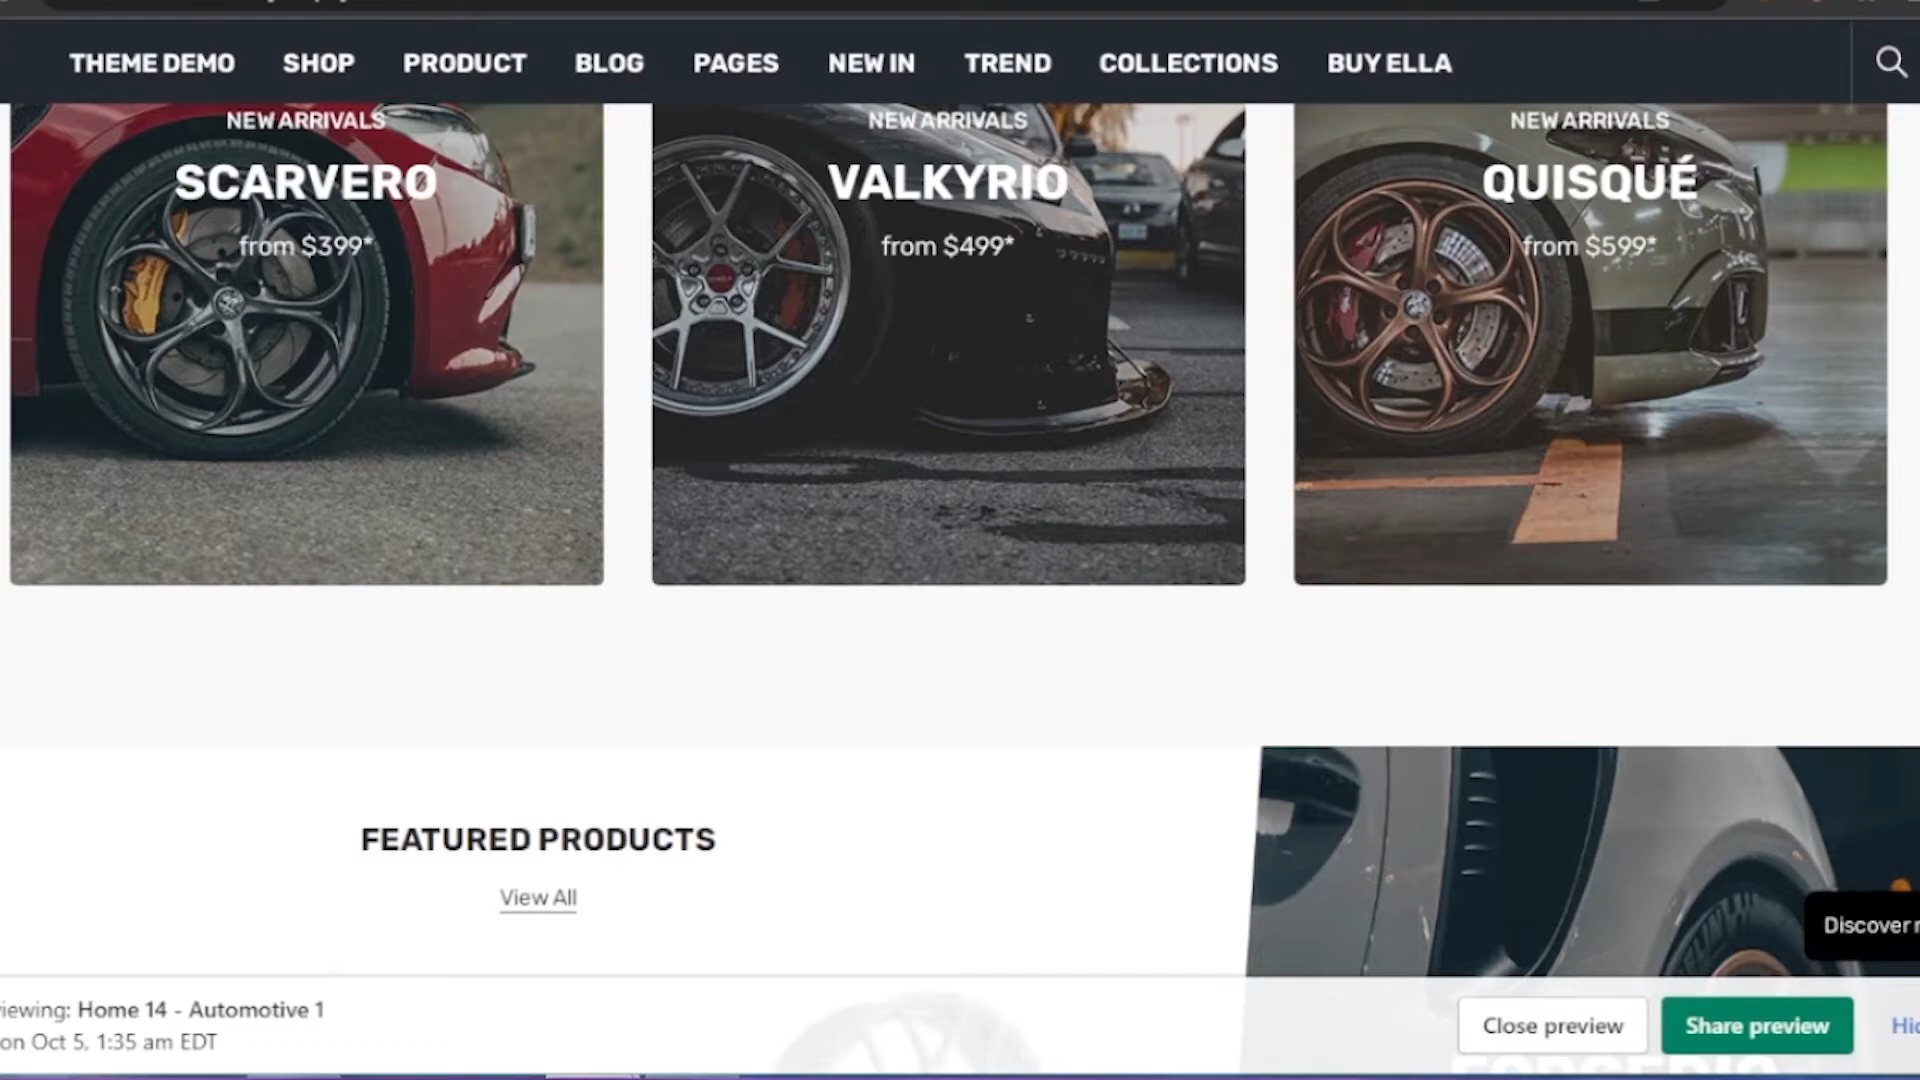 THEME DEMO SHOP PRODUCT BLOG PAGES NEW IN TREND COLLECTIONS BUY ELLA
NEW ARRIVALS
SCARVERO
from $399*
NEW ARRIVALS
VALKYRIO
from $499*
NEW ARRIVALS
QUISQUÉ
from $599*
FEATURED PRODUCTS
View All
Discover
iewing: Home 14 - Automotive 1
on Oct 5, 1:35 am EDT
Close preview
Share preview